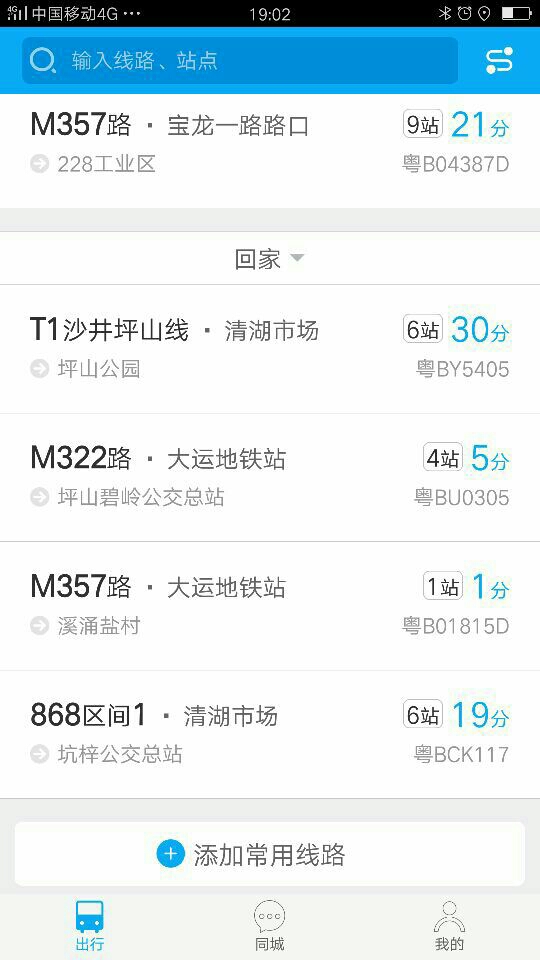 4G 中国移动4G ··· 19:02
输入线路、站点
M357路 · 宝龙一路路口 9站 21分
228工业区 粤B04387D
回家
T1沙井坪山线 · 清湖市场 6站 30分
坪山公园 粤BY5405
M322路 · 大运地铁站 4站 5分
坪山碧岭公交总站 粤BU0305
M357路 · 大运地铁站 1站 1分
溪涌盐村 粤B01815D
868区间1 · 清湖市场 6站 19分
坑梓公交总站 粤BCK117
添加常用线路
出行 同城 我的